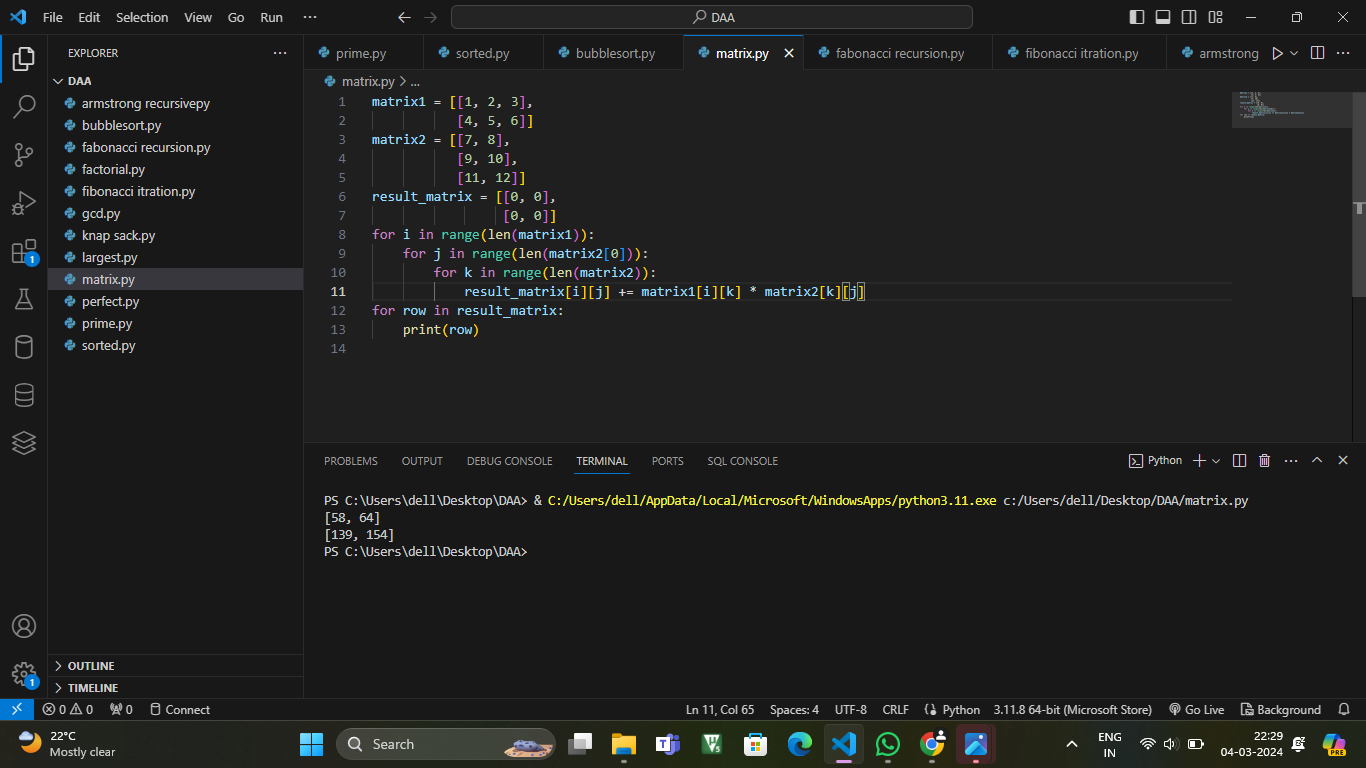 File Edit Selection View Go Run ··· DAA
EXPLORER ···
DAA
armstrong recursivepy
bubblesort.py
fabonacci recursion.py
factorial.py
fibonacci itration.py
gcd.py
knap sack.py
largest.py
matrix.py
perfect.py
prime.py
sorted.py
OUTLINE
TIMELINE
1
1
prime.py sorted.py bubblesort.py matrix.py fabonacci recursion.py fibonacci itration.py armstrong ···
matrix.py > ...
1 matrix1 = [[1, 2, 3],
2 [4, 5, 6]]
3 matrix2 = [[7, 8],
4 [9, 10],
5 [11, 12]]
6 result_matrix = [[0, 0],
7 [0, 0]]
8 for i in range(len(matrix1)):
9 for j in range(len(matrix2[0])):
10 for k in range(len(matrix2)):
11 result_matrix[i][j] += matrix1[i][k] * matrix2[k][j]
12 for row in result_matrix:
13 print(row)
14
PROBLEMS OUTPUT DEBUG CONSOLE TERMINAL PORTS SQL CONSOLE Python ···
PS C:\Users\dell\Desktop\DAA> & C:/Users/dell/AppData/Local/Microsoft/WindowsApps/python3.11.exe c:/Users/dell/Desktop/DAA/matrix.py
[58, 64]
[139, 154]
PS C:\Users\dell\Desktop\DAA>
0 0 0 Connect Ln 11, Col 65 Spaces: 4 UTF-8 CRLF Python 3.11.8 64-bit (Microsoft Store) Go Live Background
22°C
Mostly clear
Search
ENG
IN
22:29
04-03-2024
PRE